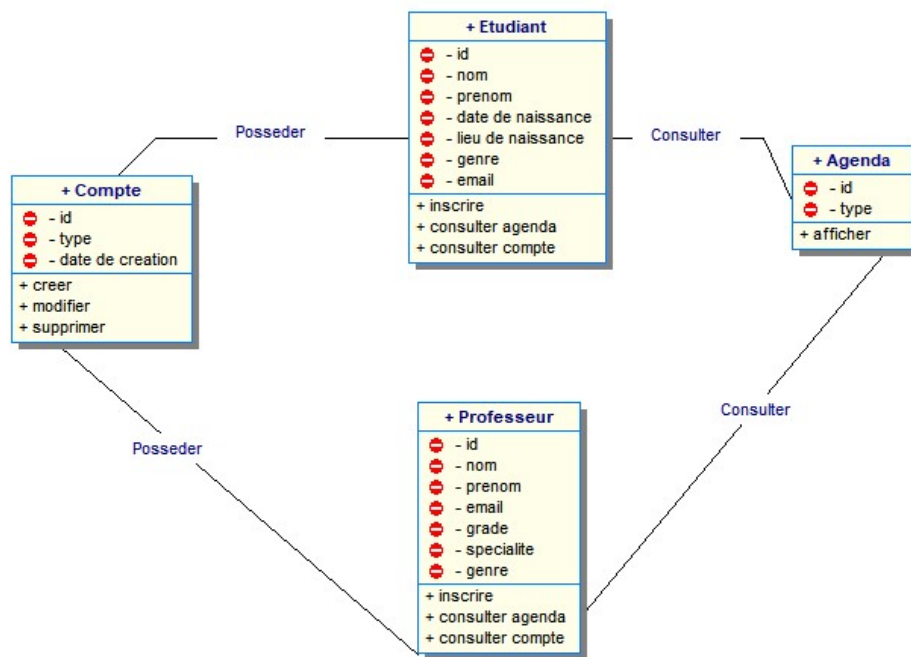 + Etudiant
- id
- nom
- prenom
- date de naissance
- lieu de naissance
- genre
- email
+ inscrire
+ consulter agenda
+ consulter compte
Posseder
Consulter
+ Compte
- id
- type
- date de creation
+ creer
+ modifier
+ supprimer
+ Agenda
- id
- type
+ afficher
Posseder
Consulter
+ Professeur
- id
- nom
- prenom
- email
- grade
- specialite
- genre
+ inscrire
+ consulter agenda
+ consulter compte